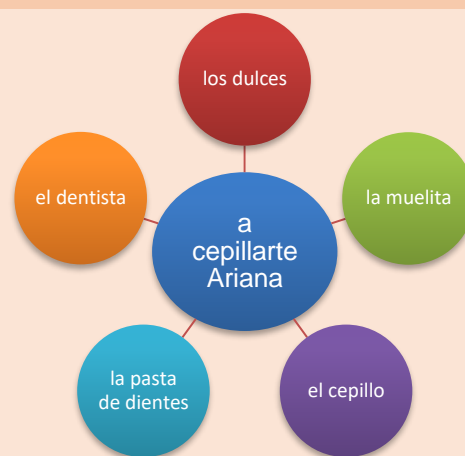 los dulces
el dentista
la muelita
a
cepillarte
Ariana
la pasta
de dientes
el cepillo